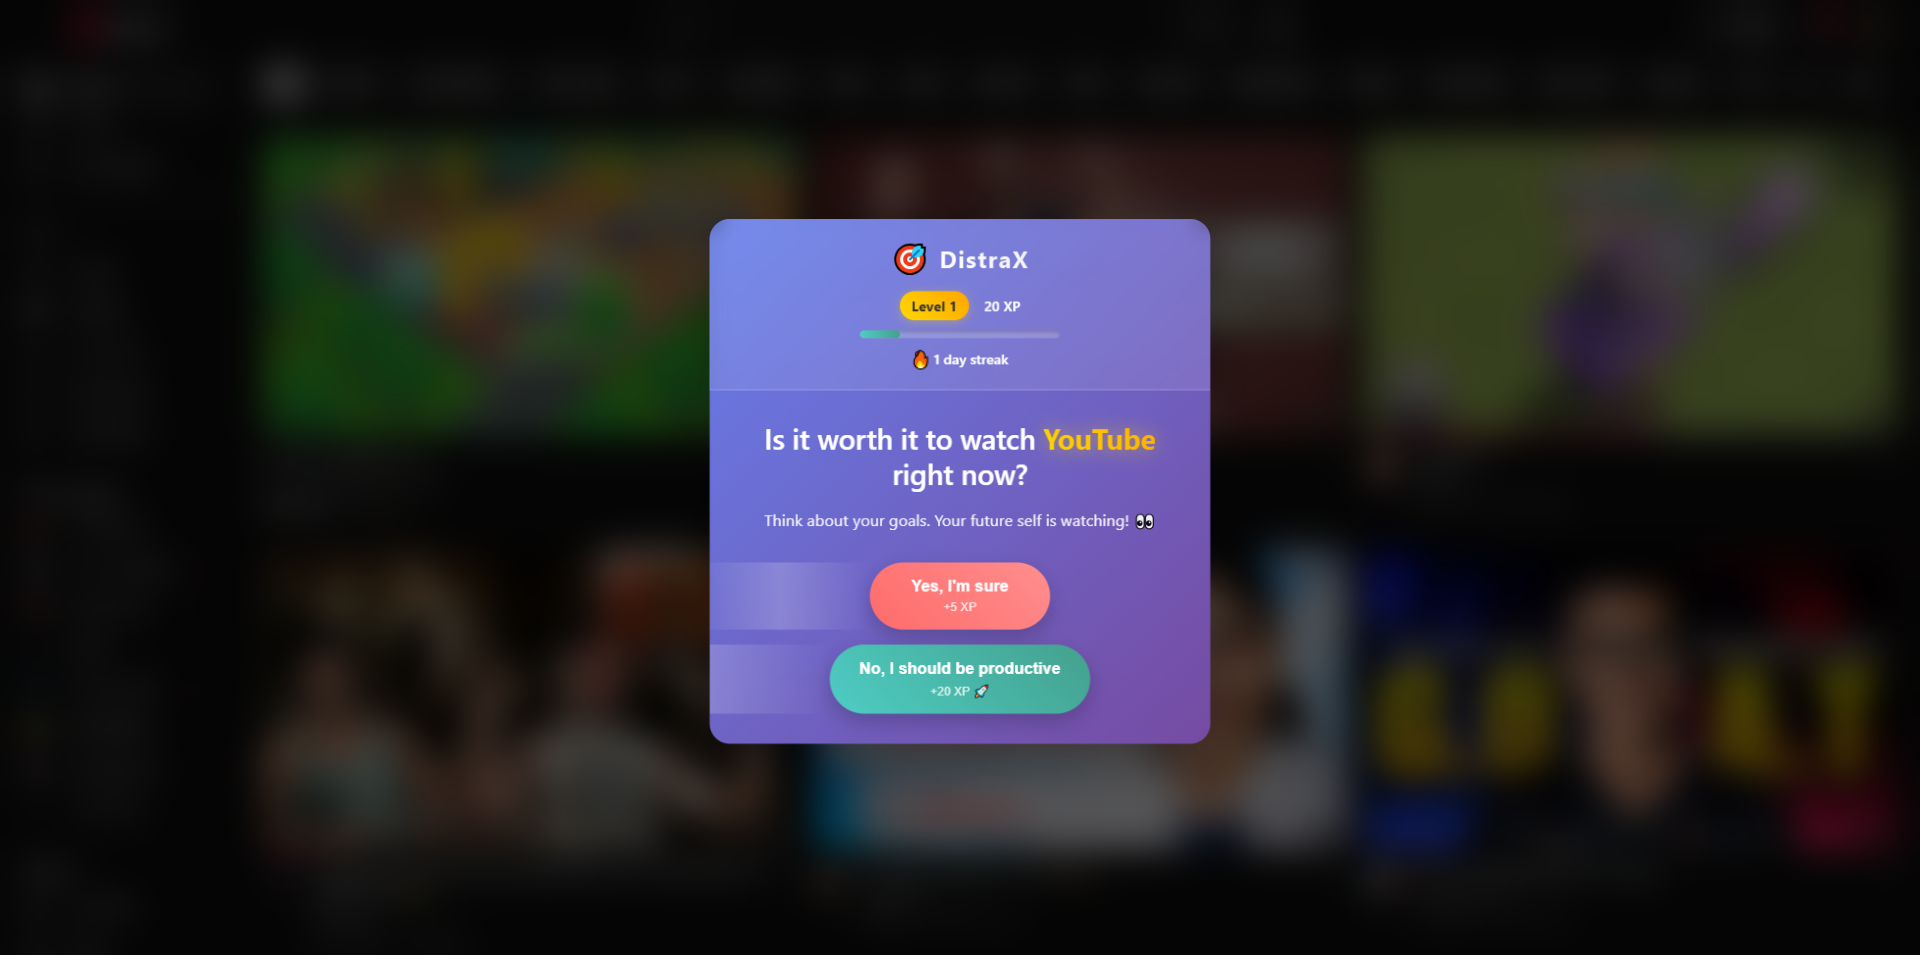 🎯 DistraX
Level 1 20 XP
🔥 1 day streak
Is it worth it to watch YouTube
right now?
Think about your goals. Your future self is watching! 👀
Yes, I'm sure
+5 XP
No, I should be productive
+20 XP 🚀